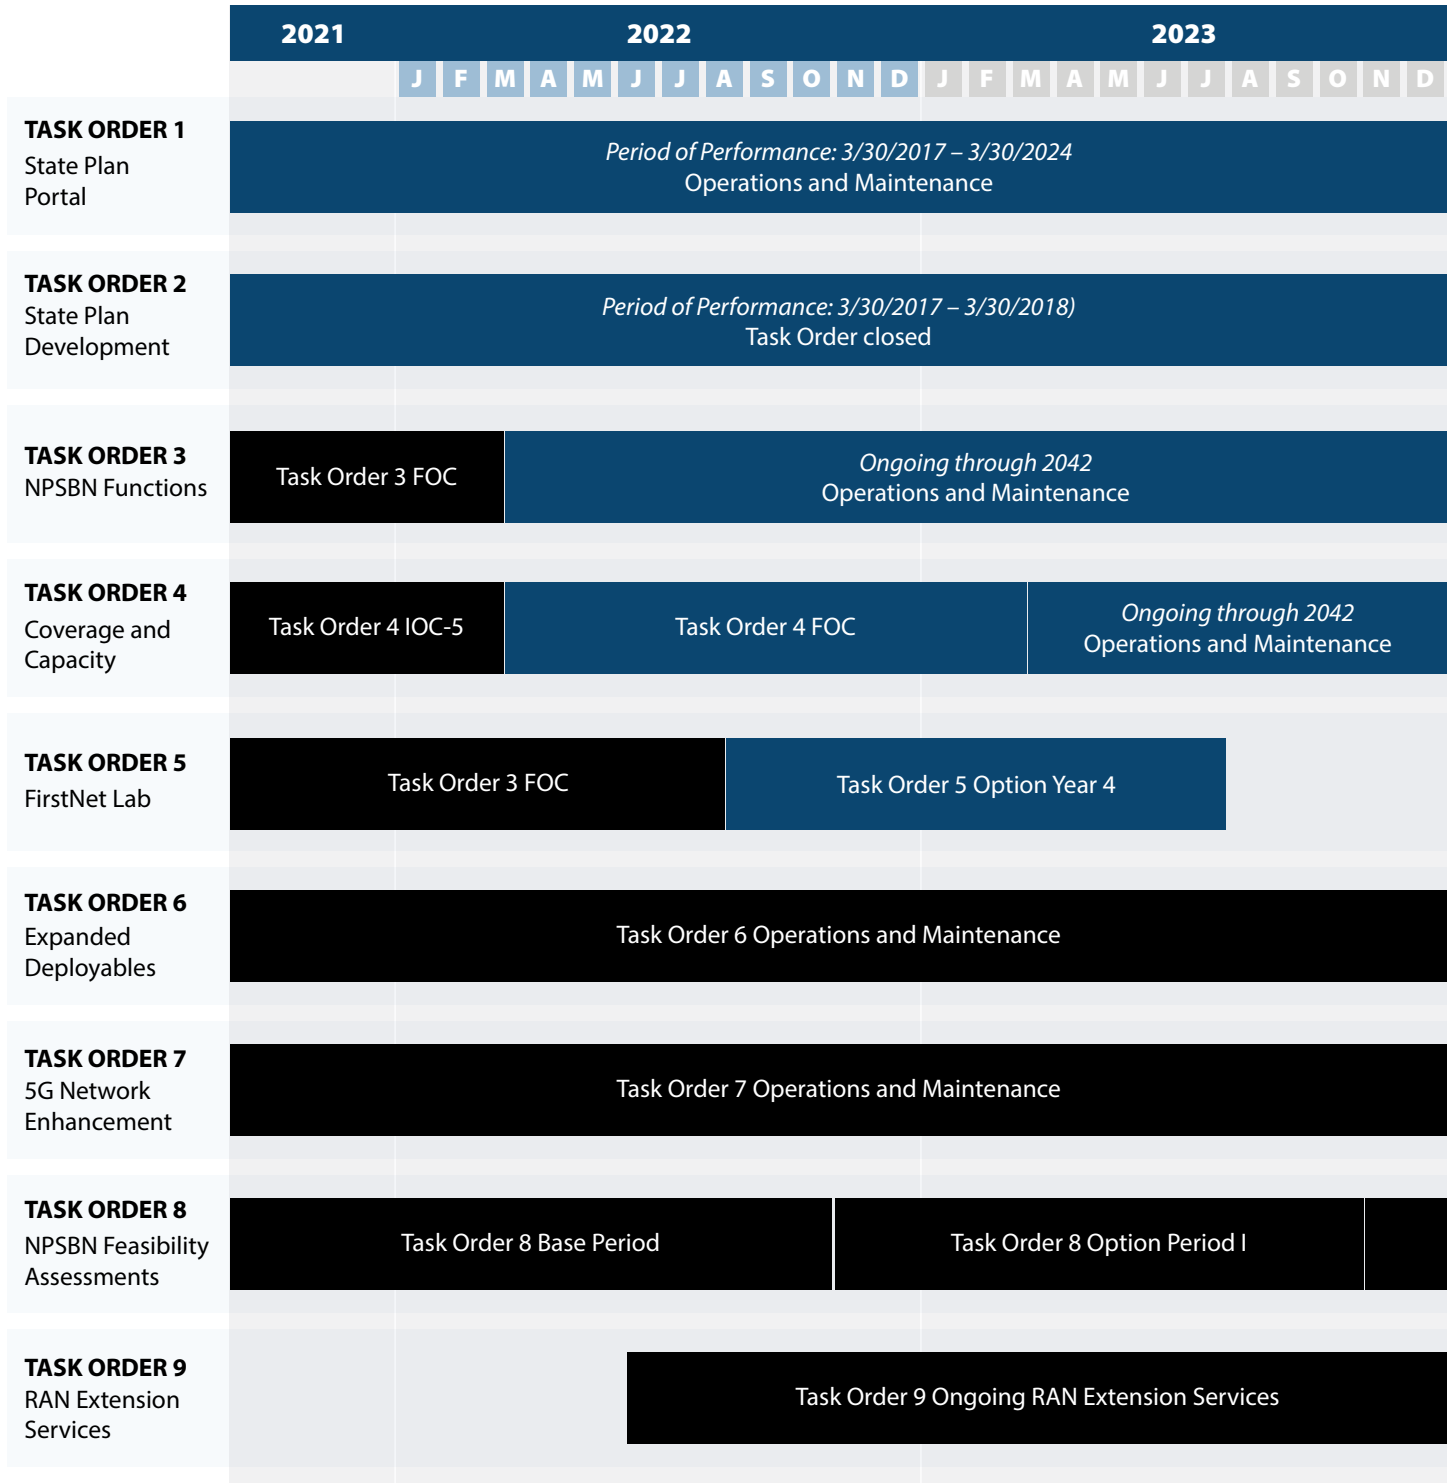 2021 2022 2023
J F M A M J J A S O N D J F M A M J J A S O N D
TASK ORDER 1
State Plan
Portal
Period of Performance: 3/30/2017 – 3/30/2024
Operations and Maintenance
TASK ORDER 2
State Plan
Development
Period of Performance: 3/30/2017 – 3/30/2018)
Task Order closed
TASK ORDER 3
NPSBN Functions
Task Order 3 FOC
Ongoing through 2042
Operations and Maintenance
TASK ORDER 4
Coverage and
Capacity
Task Order 4 IOC-5
Task Order 4 FOC
Ongoing through 2042
Operations and Maintenance
TASK ORDER 5
FirstNet Lab
Task Order 3 FOC
Task Order 5 Option Year 4
TASK ORDER 6
Expanded
Deployables
Task Order 6 Operations and Maintenance
TASK ORDER 7
5G Network
Enhancement
Task Order 7 Operations and Maintenance
TASK ORDER 8
NPSBN Feasibility
Assessments
Task Order 8 Base Period
Task Order 8 Option Period I
TASK ORDER 9
RAN Extension
Services
Task Order 9 Ongoing RAN Extension Services